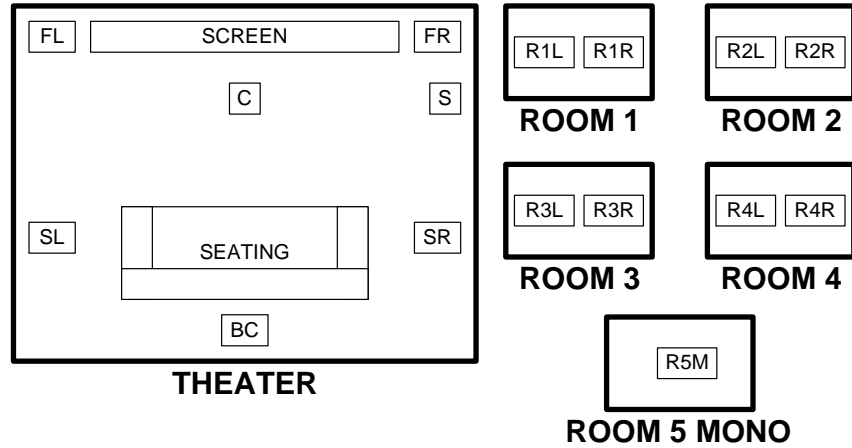 FL SCREEN FR
C S
SL SEATING SR
BC
THEATER
R1L R1R
ROOM 1
R2L R2R
ROOM 2
R3L R3R
ROOM 3
R4L R4R
ROOM 4
R5M
ROOM 5 MONO